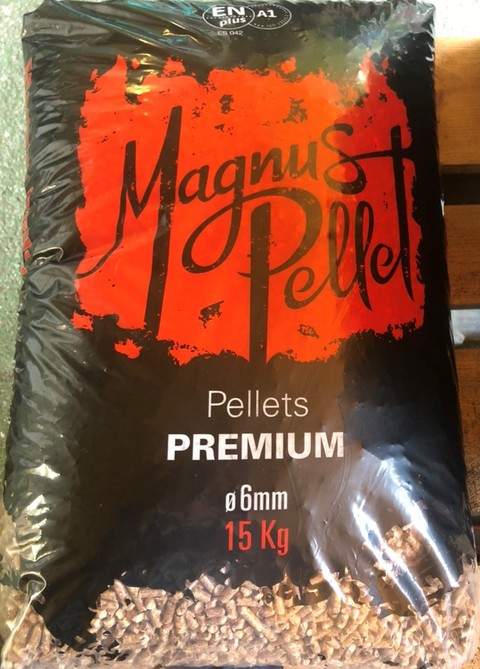 EN
plus A1
ES 042
Magnus
Pellet
Pellets
PREMIUM
ø6mm
15 Kg